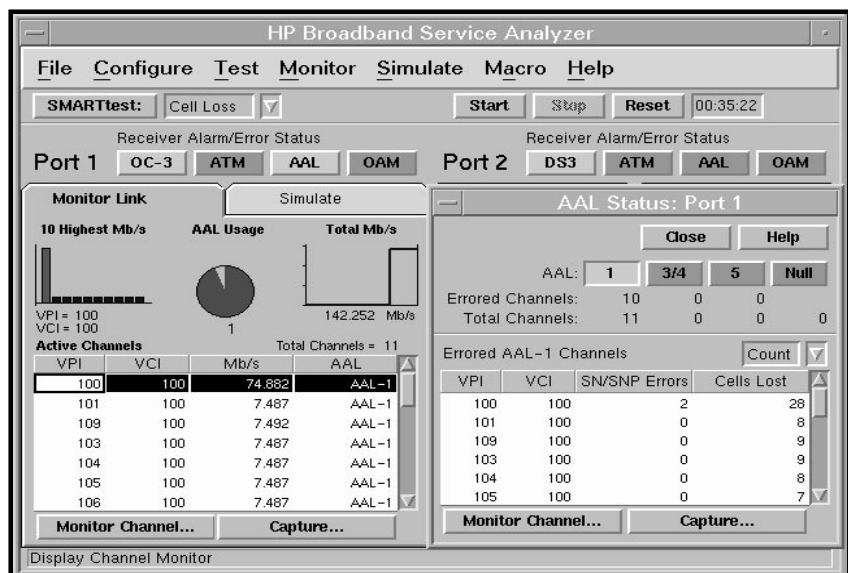 HP Broadband Service Analyzer
File Configure Test Monitor Simulate Macro Help
SMARTtest: Cell Loss Start Stop Reset 00:35:22
Receiver Alarm/Error Status Receiver Alarm/Error Status
Port 1 OC-3 ATM AAL OAM Port 2 DS3 ATM AAL OAM
Monitor Link Simulate
10 Highest Mb/s AAL Usage Total Mb/s
VPI = 100
VCI = 100
1
142.252 Mb/s
Active Channels Total Channels = 11
VPI VCI Mb/s AAL
100 100 74.882 AAL-1
101 100 7.487 AAL-1
109 100 7.492 AAL-1
103 100 7.487 AAL-1
104 100 7.487 AAL-1
105 100 7.487 AAL-1
106 100 7.487 AAL-1
Monitor Channel... Capture...
AAL Status: Port 1
Close Help
AAL: 1 3/4 5 Null
Errored Channels: 10 0 0
Total Channels: 11 0 0 0
Errored AAL-1 Channels Count
VPI VCI SN/SNP Errors Cells Lost
100 100 2 28
101 100 0 8
109 100 0 9
103 100 0 9
104 100 0 8
105 100 0 7
Monitor Channel... Capture...
Display Channel Monitor